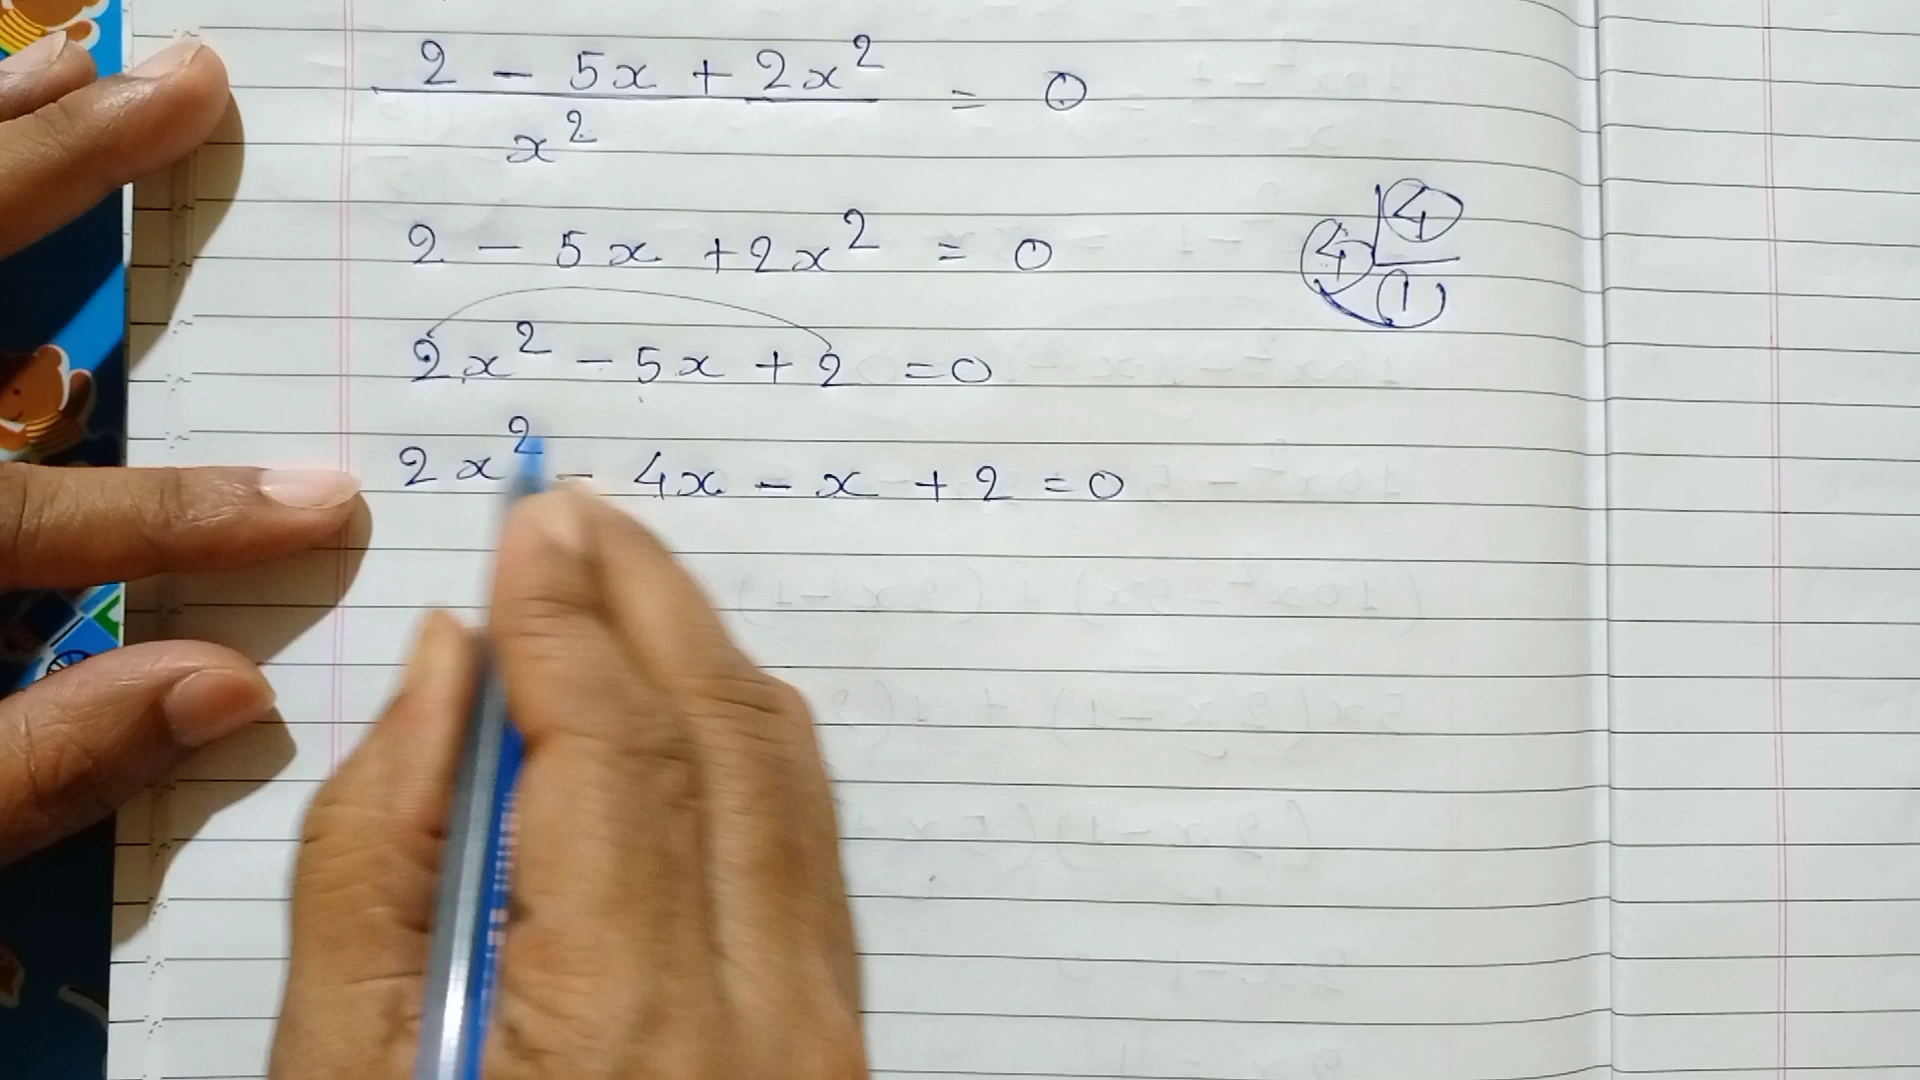 2 - 5x + 2x² = 0
x²
2 - 5x + 2x² = 0
4
4
1
2x² - 5x + 2 = 0
2x² - 4x - x + 2 = 0